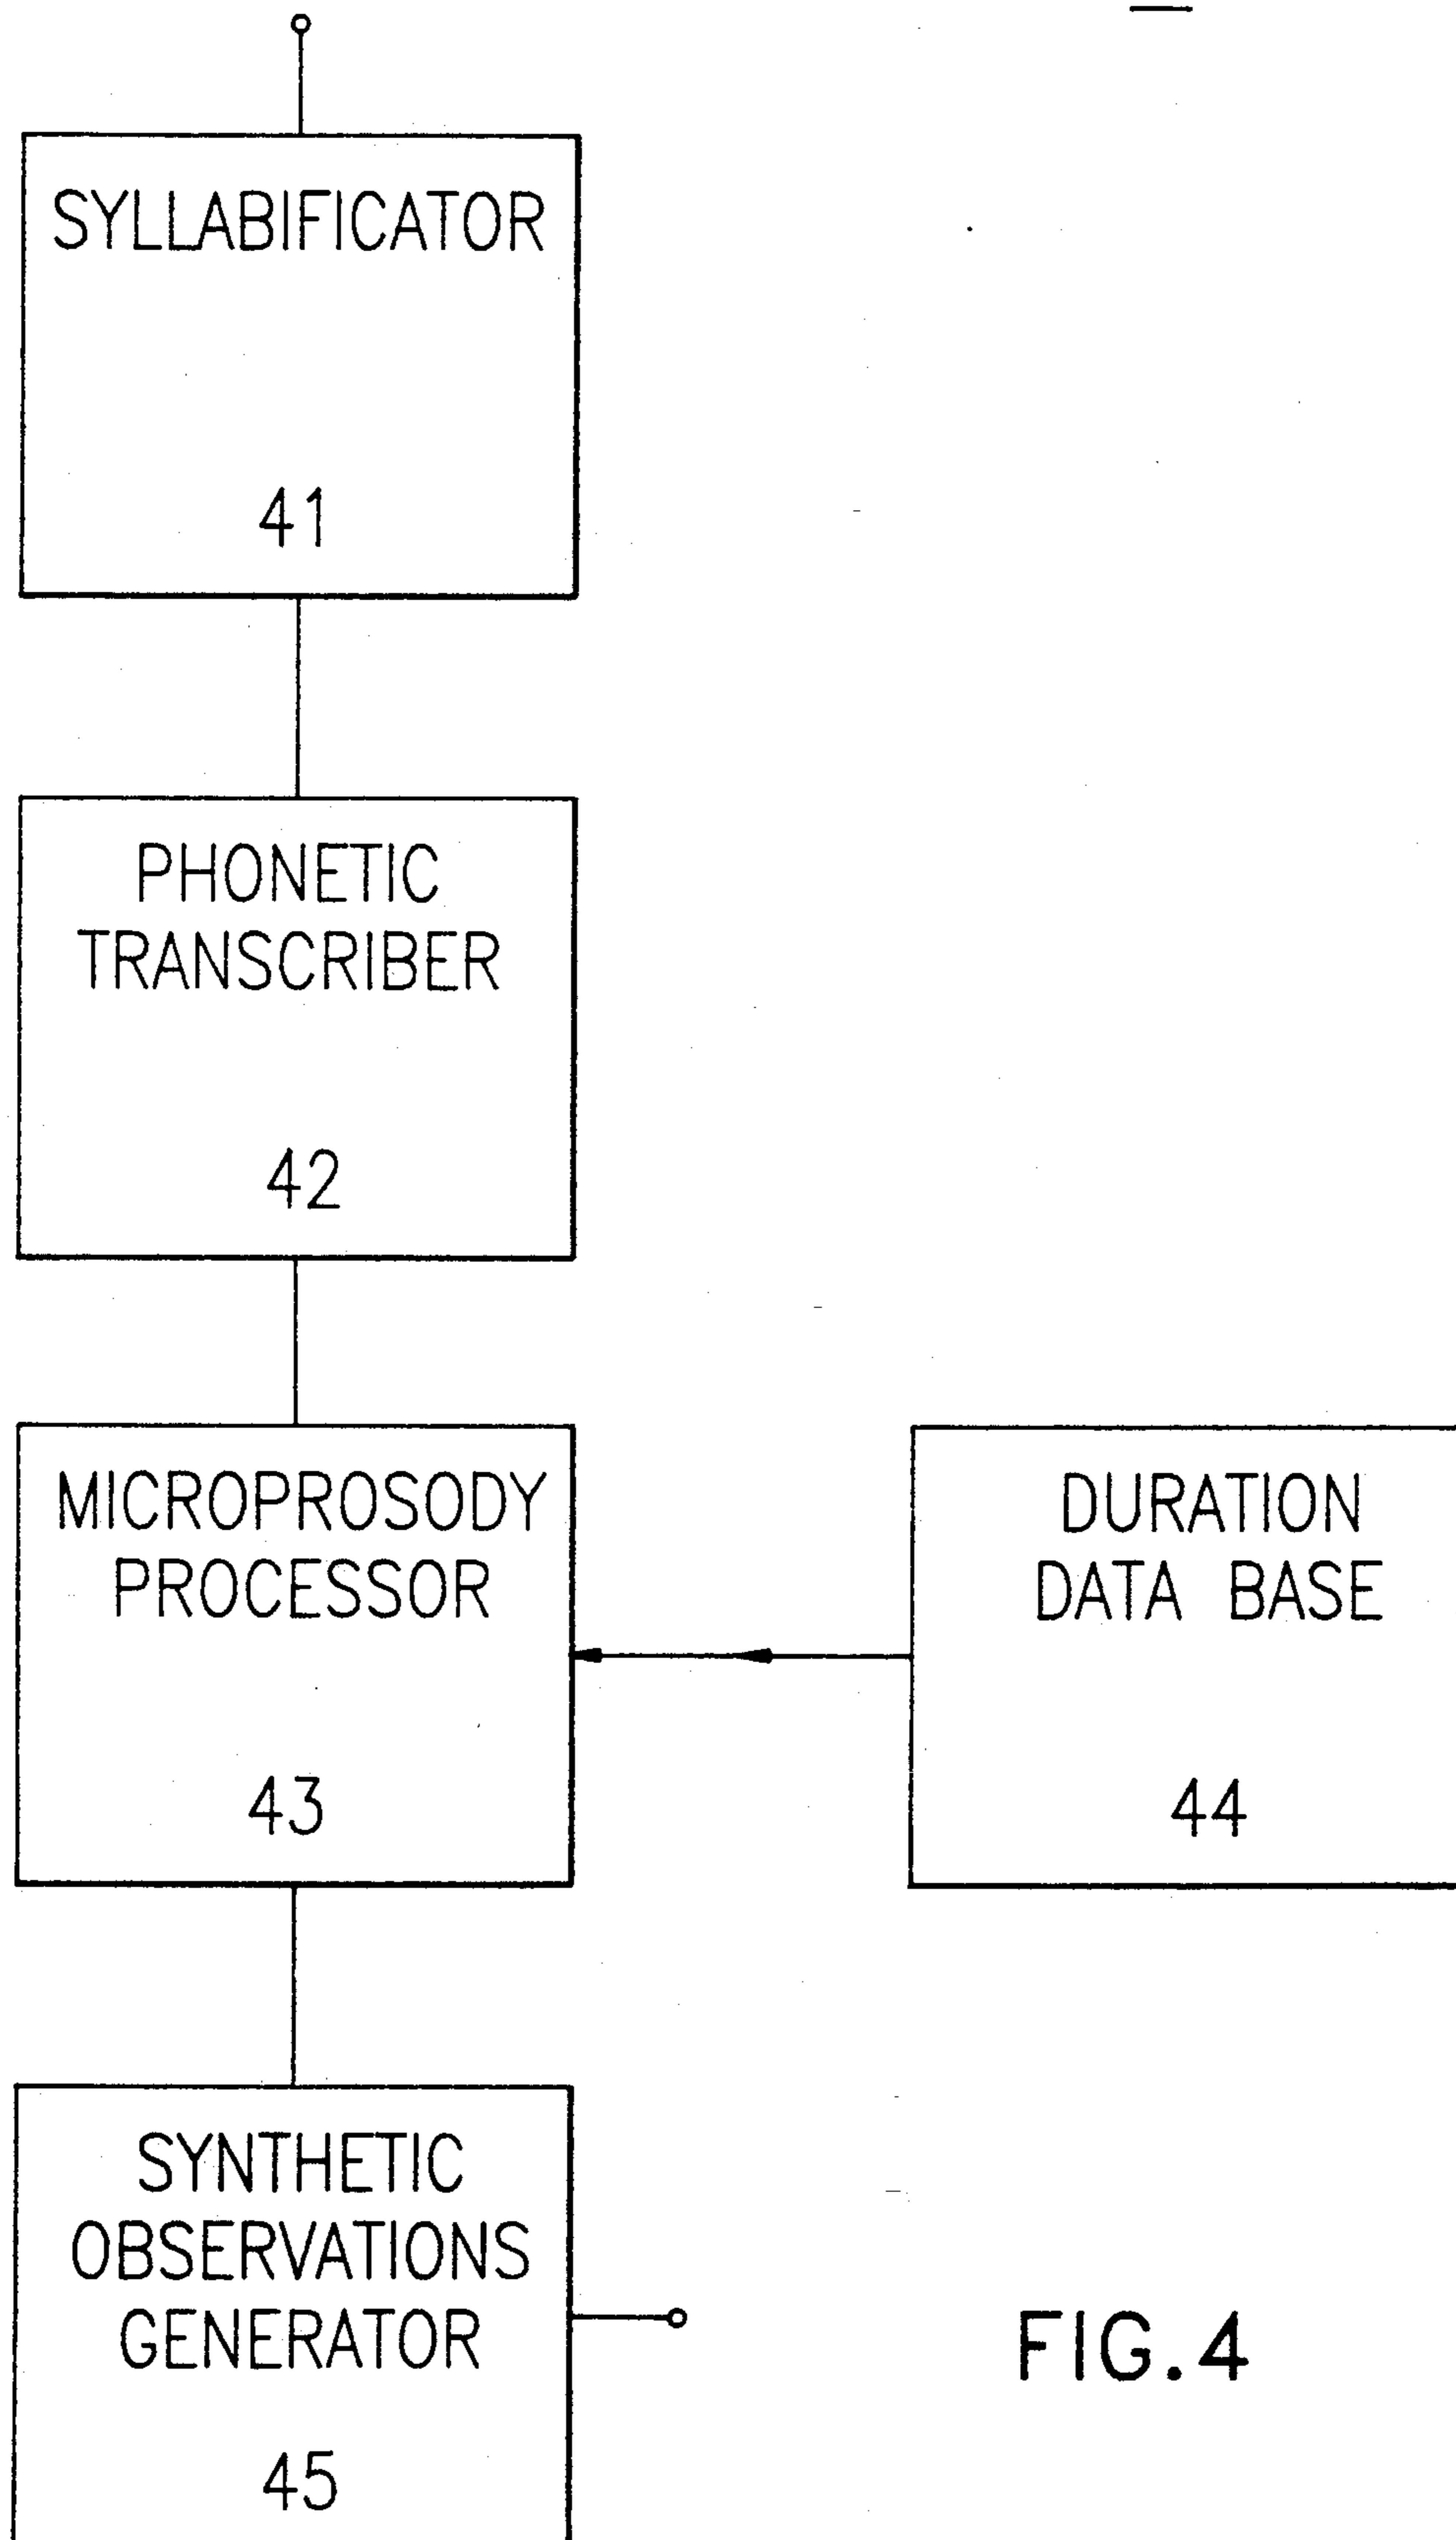 SYLLABIFICATOR
41
PHONETIC
TRANSCRIBER
42
MICROPROSODY
PROCESSOR
43
DURATION
DATA BASE
44
SYNTHETIC
OBSERVATIONS
GENERATOR
45
FIG.4